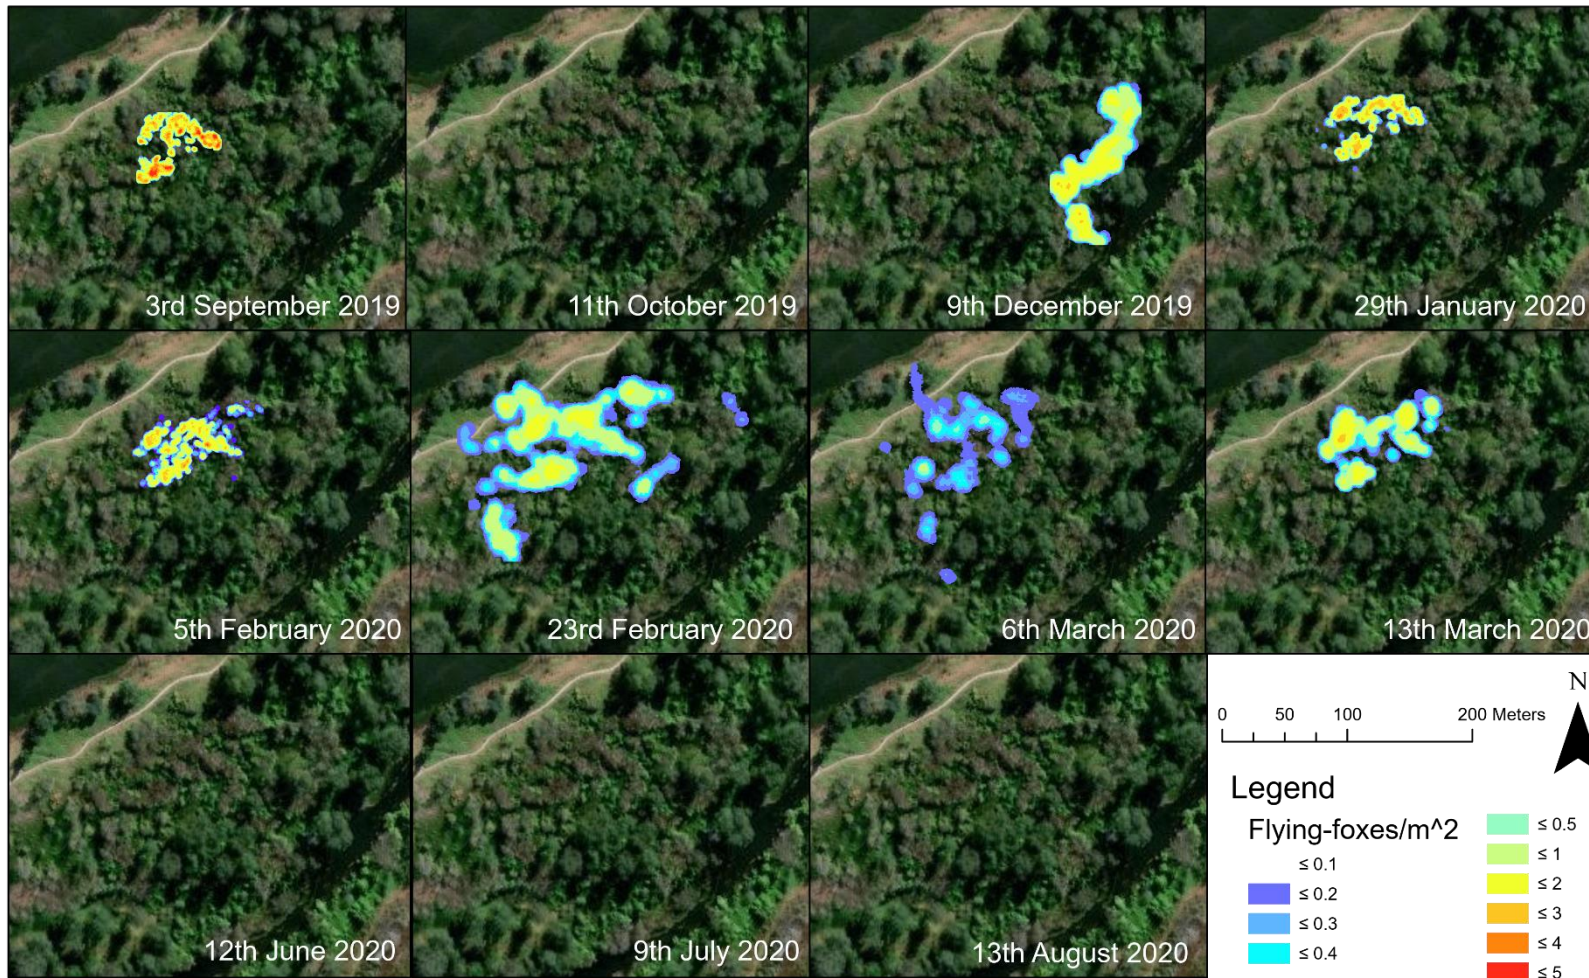 3rd September 2019
11th October 2019
9th December 2019
29th January 2020
5th February 2020
23rd February 2020
6th March 2020
13th March 2020
12th June 2020
9th July 2020
13th August 2020
N
0 50 100 200 Meters
Legend
Flying-foxes/m^2
≤ 0.1
≤ 0.2
≤ 0.3
≤ 0.4
≤ 0.5
≤ 1
≤ 2
≤ 3
≤ 4
≤ 5